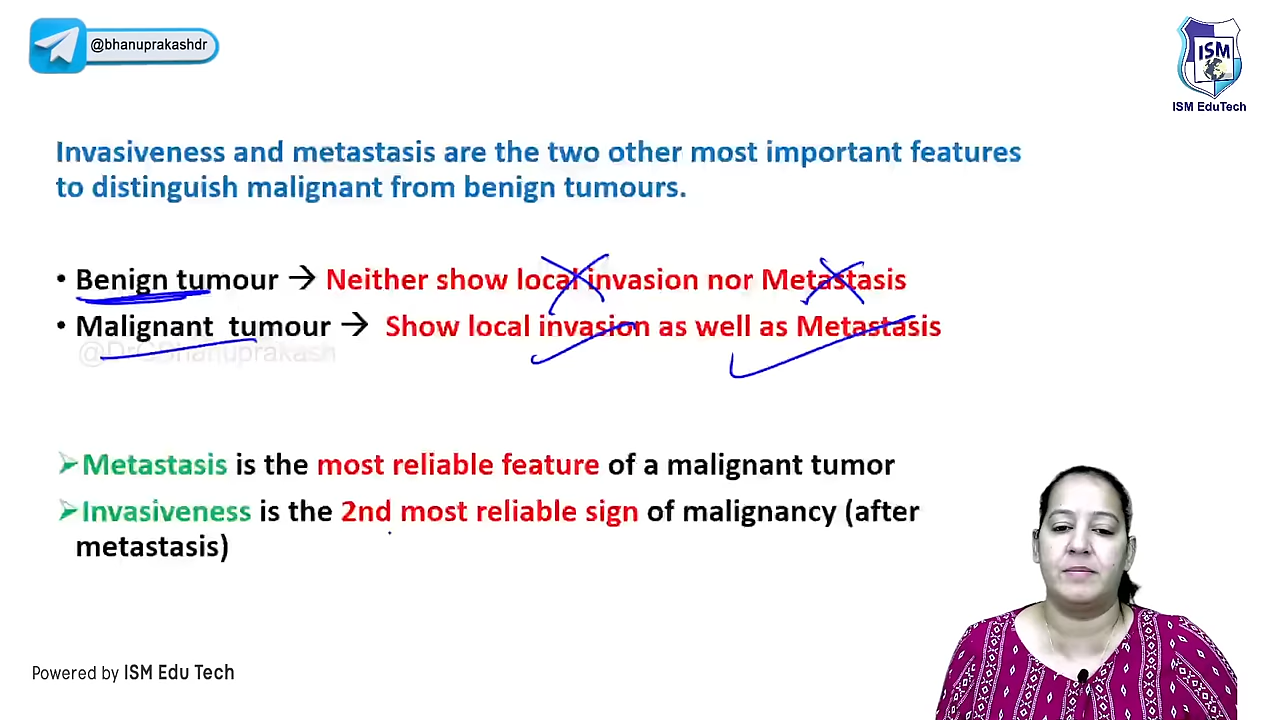 @bhanuprakashdr
ISM
ISM EduTech
Invasiveness and metastasis are the two other most important features
to distinguish malignant from benign tumours.
• Benign tumour → Neither show local invasion nor Metastasis
• Malignant tumour → Show local invasion as well as Metastasis
@Dr.G.Bhanuprakash
➢Metastasis is the most reliable feature of a malignant tumor
➢Invasiveness is the 2nd most reliable sign of malignancy (after
metastasis)
Powered by ISM Edu Tech